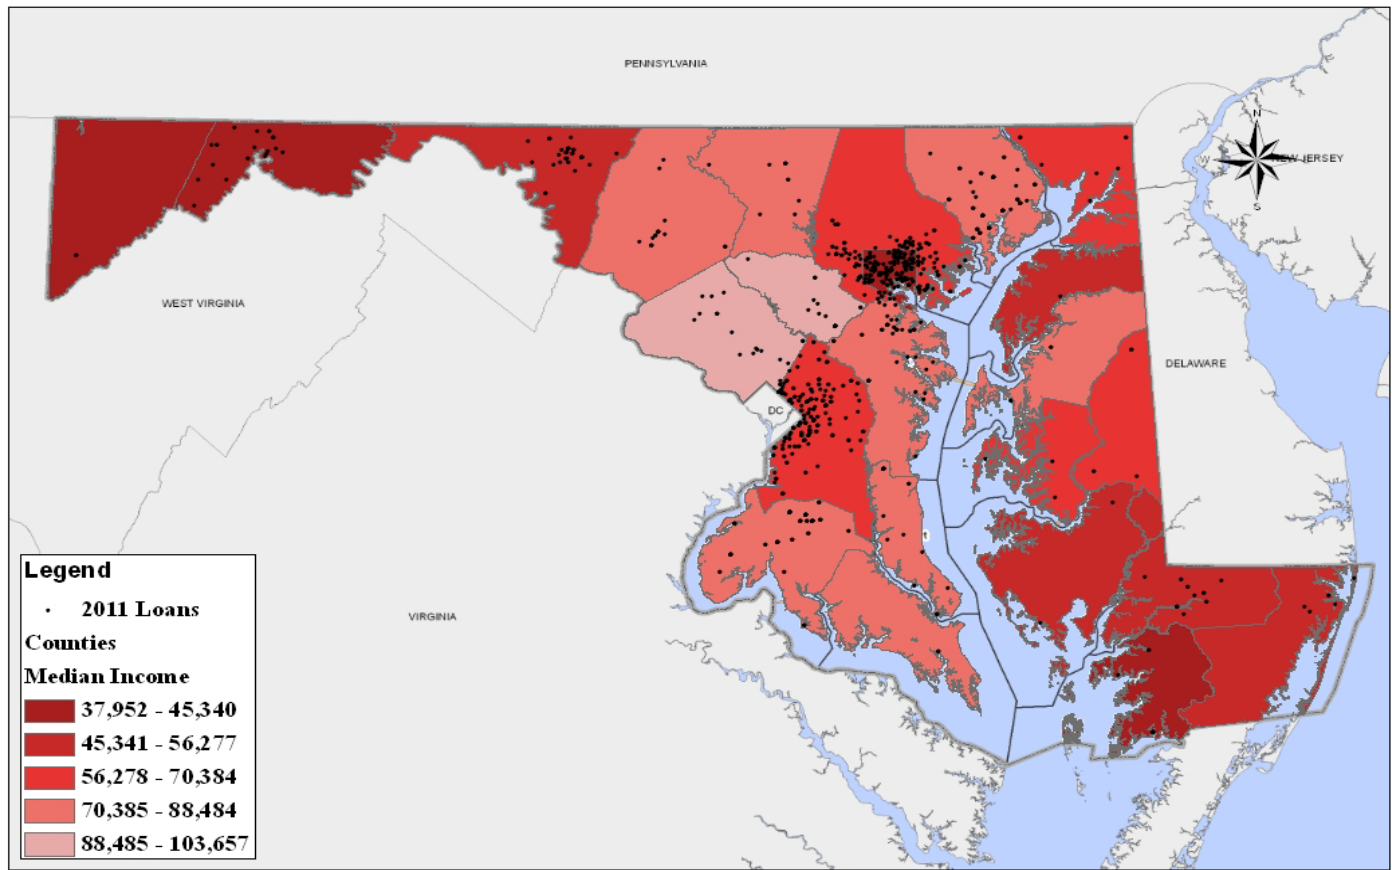 PENNSYLVANIA
N
W
NEW JERSEY
S
WEST VIRGINIA
DELAWARE
DC
VIRGINIA
Legend
2011 Loans
Counties
Median Income
37,952 - 45,340
45,341 - 56,277
56,278 - 70,384
70,385 - 88,484
88,485 - 103,657